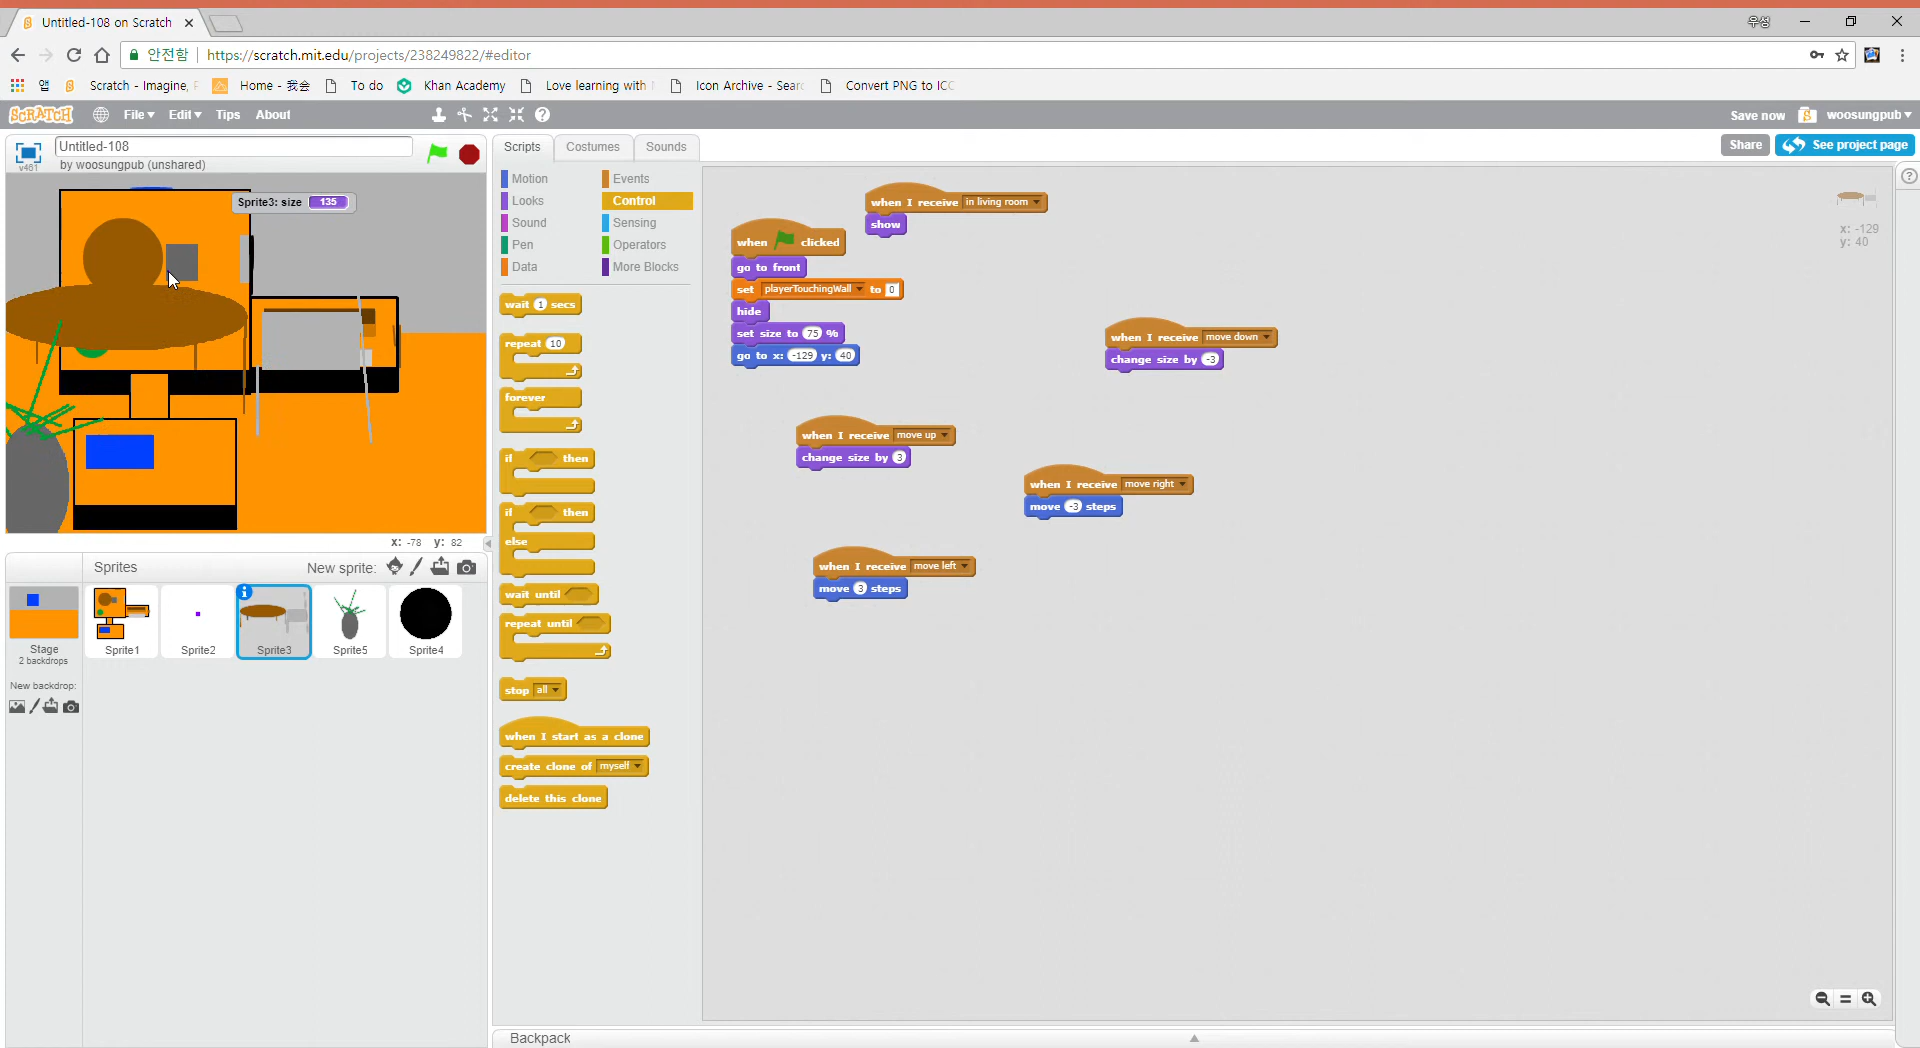 Untitled-108 on Scratch
우성
안전함
https://scratch.mit.edu/projects/238249822/#editor
앱
Scratch - Imagine,
Home - 我会
To do
Khan Academy
Love learning with
Icon Archive - Sear
Convert PNG to ICC
SCRATCH
File
Edit
Tips
About
Save now
woosungpub
Untitled-108
by woosungpub (unshared)
v461
Scripts
Costumes
Sounds
Share
See project page
Sprite3: size 135
Motion
Events
Looks
Control
Sound
Sensing
Pen
Operators
Data
More Blocks
wait 1 secs
repeat 10
forever
if then
if then
else
wait until
repeat until
stop all
when I start as a clone
create clone of myself
delete this clone
when I receive in living room
show
when clicked
go to front
set playerTouchingWall to 0
hide
set size to 75 %
go to x: -129 y: 40
when I receive move down
change size by -3
when I receive move up
change size by 3
when I receive move right
move -3 steps
when I receive move left
move 3 steps
x: -129
y: 40
x: -78 y: 82
Sprites
New sprite:
Stage
2 backdrops
New backdrop:
Sprite1
Sprite2
Sprite3
Sprite5
Sprite4
Backpack